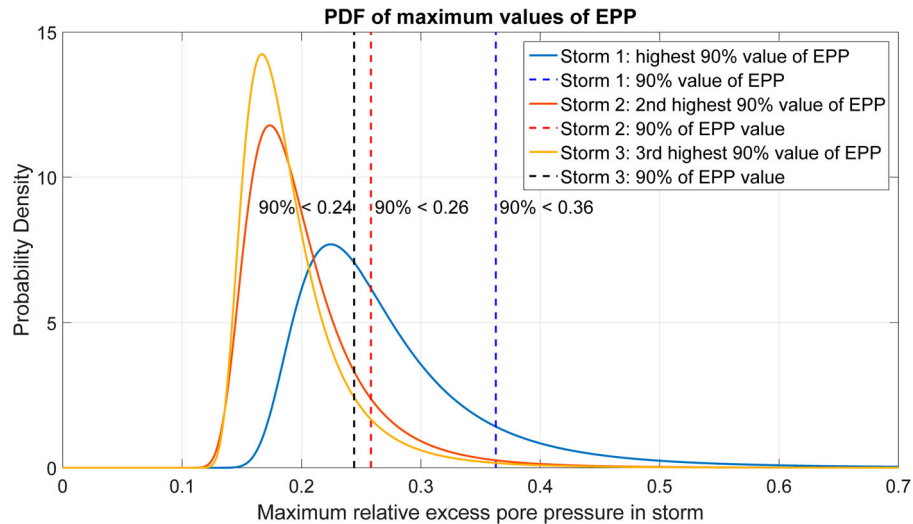 PDF of maximum values of EPP
15
10
5
0
Probability Density
Storm 1: highest 90% value of EPP
Storm 1: 90% value of EPP
Storm 2: 2nd highest 90% value of EPP
Storm 2: 90% of EPP value
Storm 3: 3rd highest 90% value of EPP
Storm 3: 90% of EPP value
90% < 0.24
90% < 0.26
90% < 0.36
0
0.1
0.2
0.3
0.4
0.5
0.6
0.7
Maximum relative excess pore pressure in storm